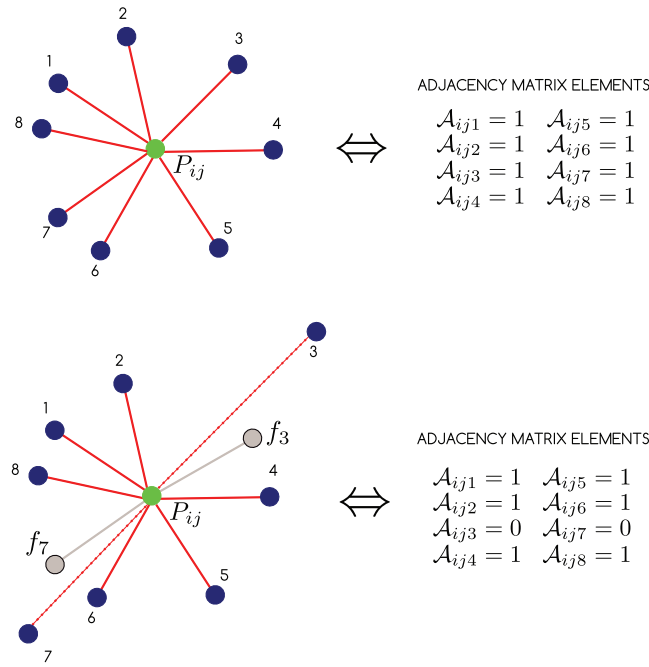 2
3
1
8
4
P_{ij}
7
5
6
⇔
ADJACENCY MATRIX ELEMENTS
𝒜_{ij1} = 1 𝒜_{ij5} = 1
𝒜_{ij2} = 1 𝒜_{ij6} = 1
𝒜_{ij3} = 1 𝒜_{ij7} = 1
𝒜_{ij4} = 1 𝒜_{ij8} = 1
3
2
1
f_3
8
4
P_{ij}
f_7
5
6
7
⇔
ADJACENCY MATRIX ELEMENTS
𝒜_{ij1} = 1 𝒜_{ij5} = 1
𝒜_{ij2} = 1 𝒜_{ij6} = 1
𝒜_{ij3} = 0 𝒜_{ij7} = 0
𝒜_{ij4} = 1 𝒜_{ij8} = 1